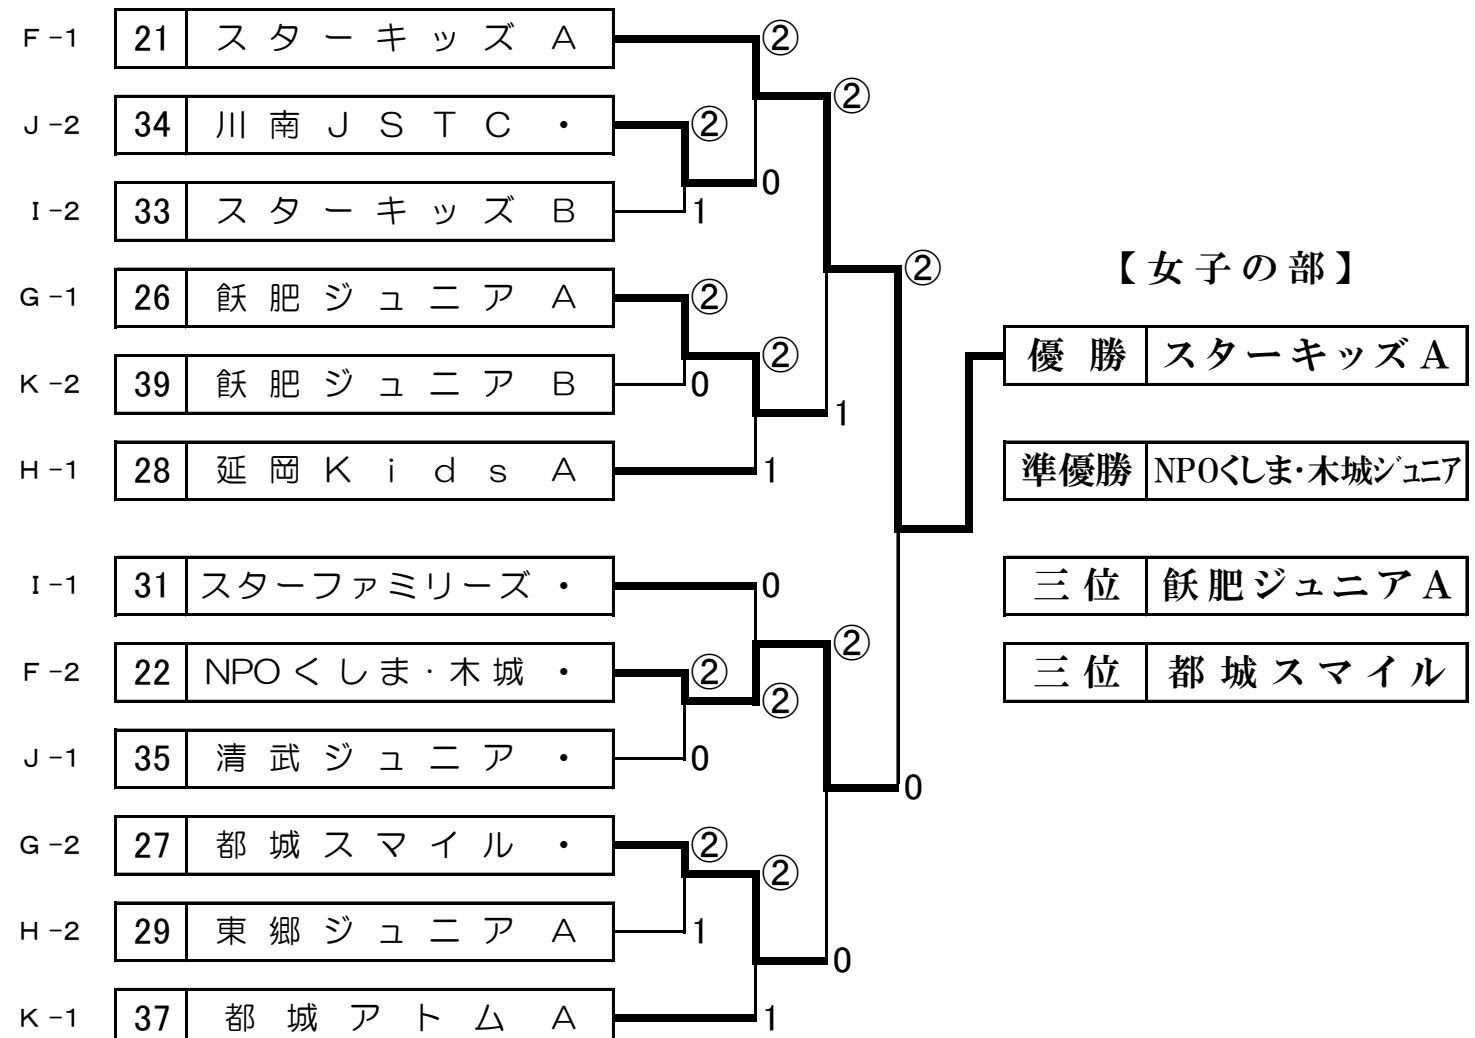 F-1 21 スターキッズ A ②
②
J-2 34 川南JSTC・ ②
0
I-2 33 スターキッズ B 1
② 【女子の部】
G-1 26 飫肥ジュニア A ②
② 優勝 スターキッズA
K-2 39 飫肥ジュニア B 0
1
H-1 28 延岡Kids A 1
準優勝 NPOくしま・木城ジュニア
I-1 31 スターファミリーズ・ 0
三位 飫肥ジュニアA
②
F-2 22 NPOくしま・木城・ ②
三位 都城スマイル
②
J-1 35 清武ジュニア・ 0
0
G-2 27 都城スマイル・ ②
②
H-2 29 東郷ジュニア A 1
0
K-1 37 都城アトム A 1